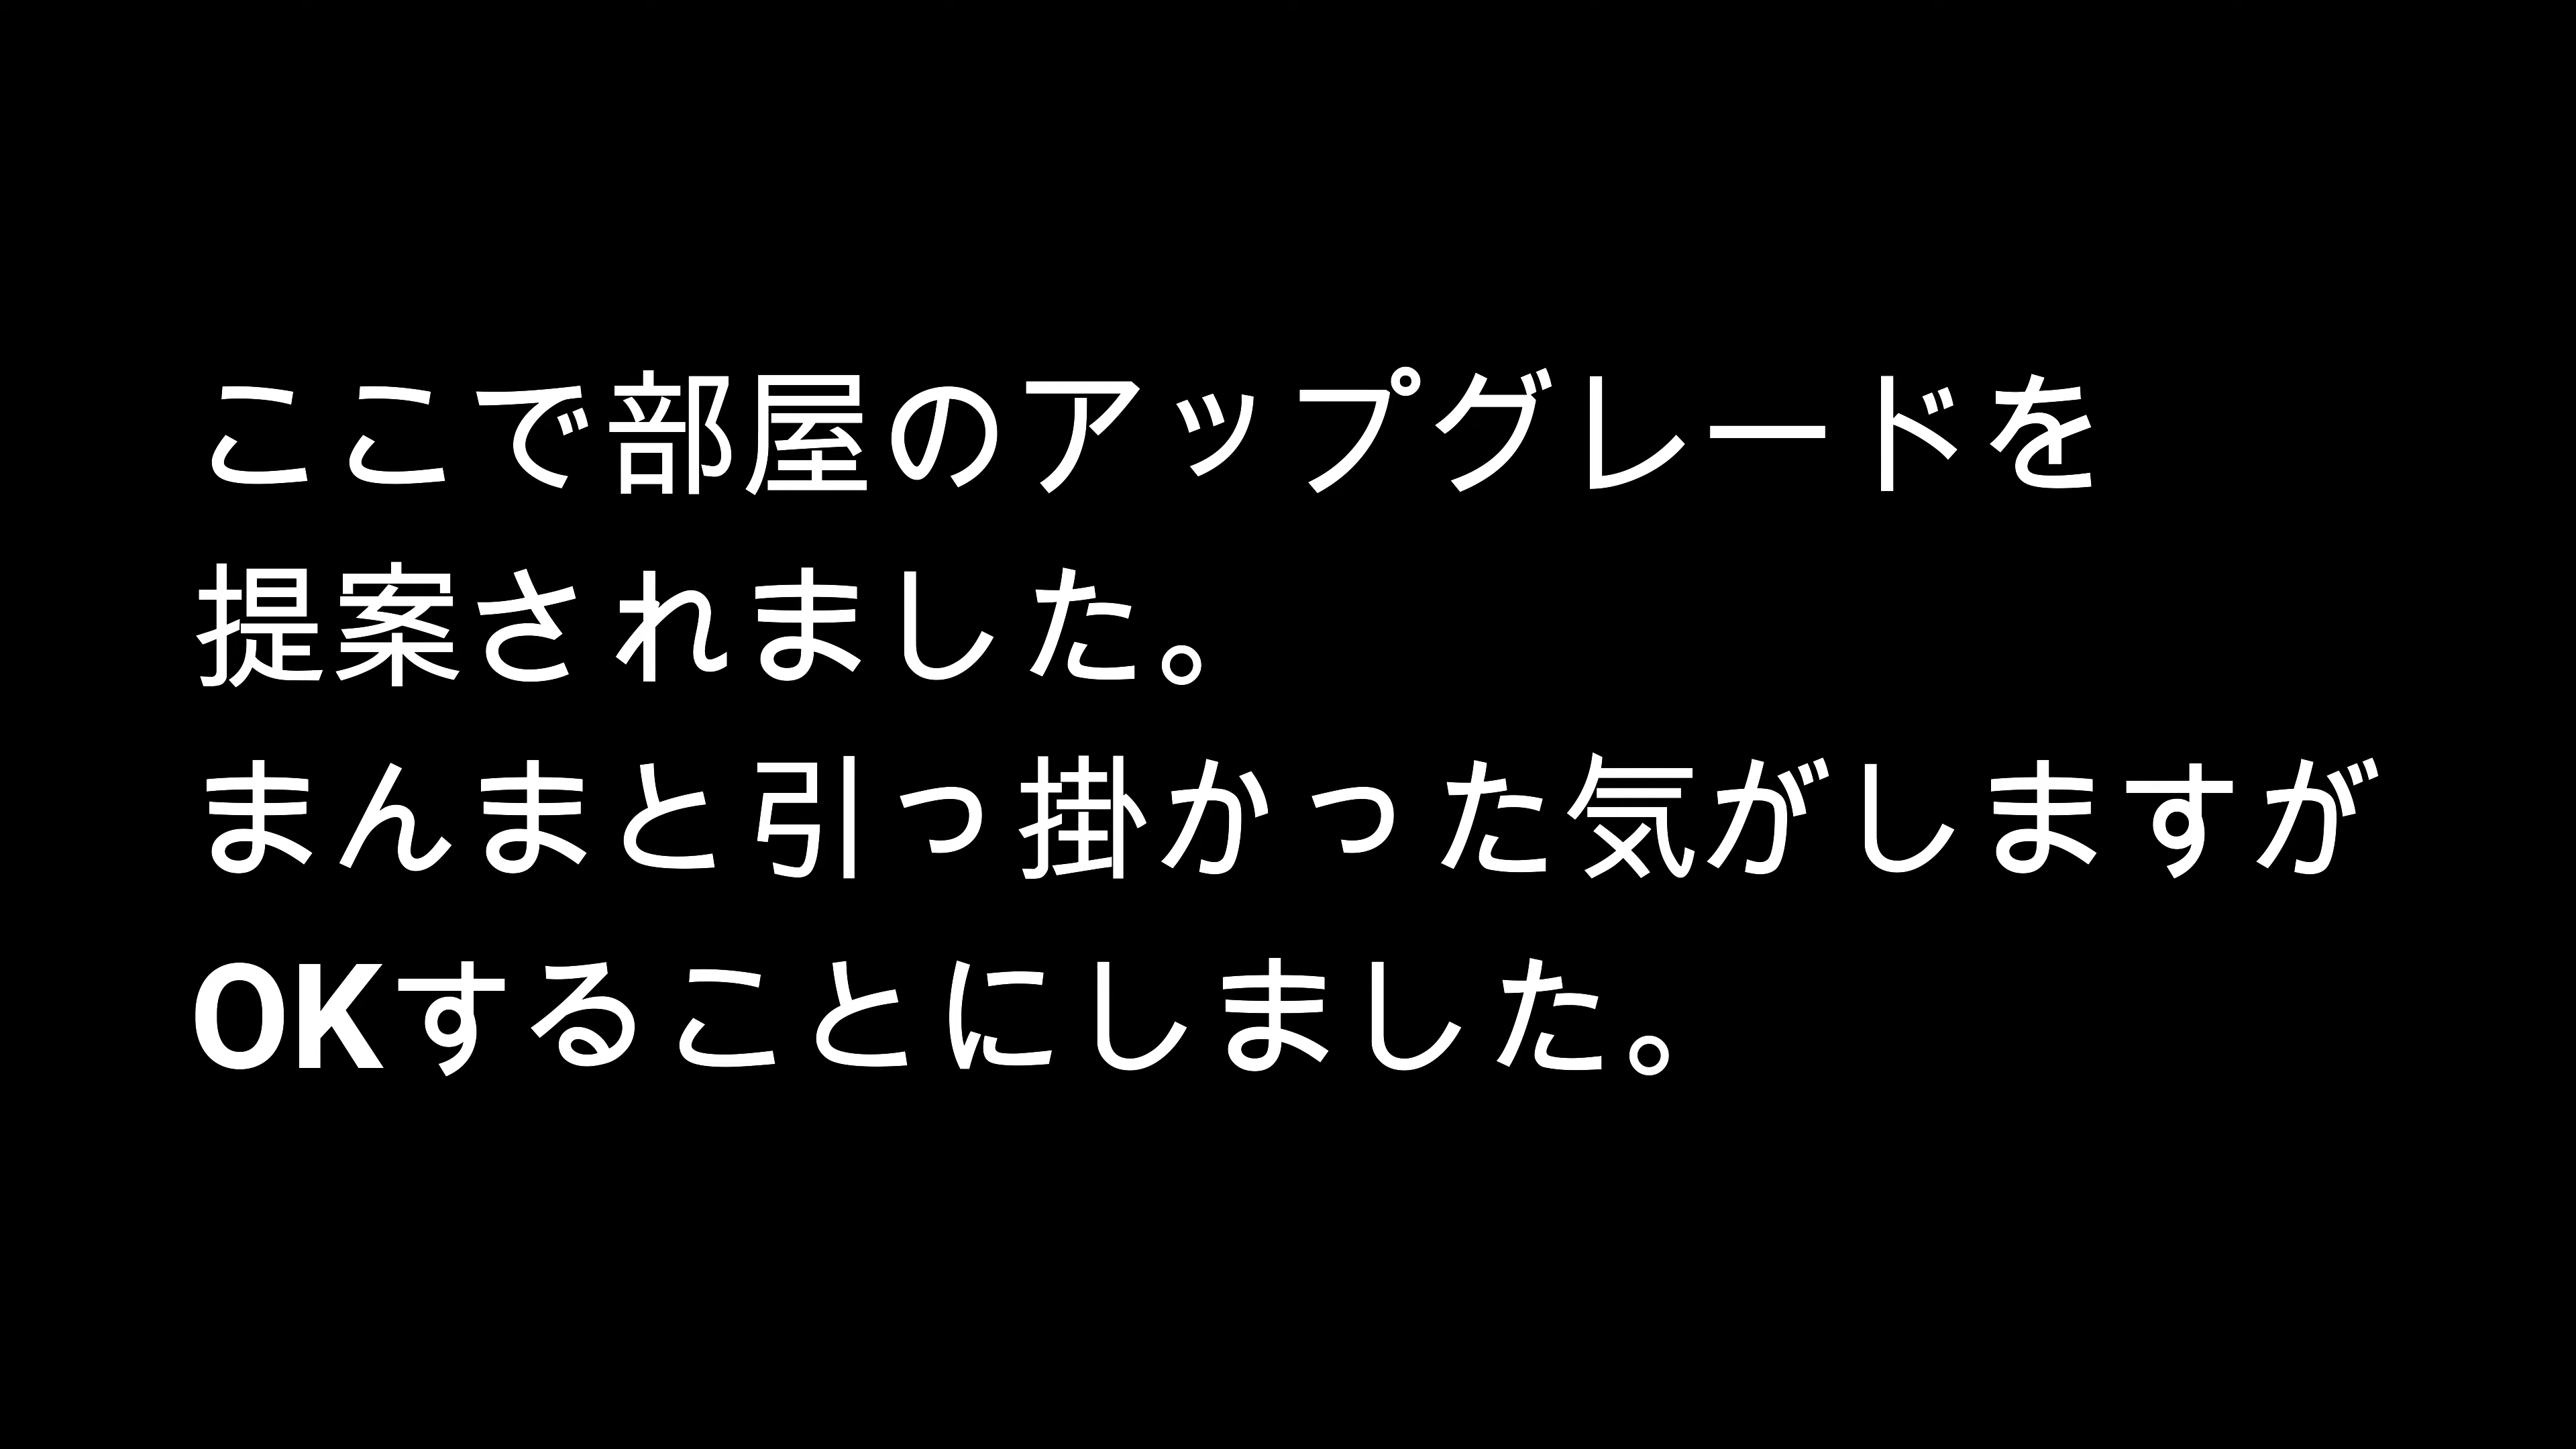 ここで部屋のアップグレードを
提案されました。
まんまと引っ掛かった気がしますが
OKすることにしました。